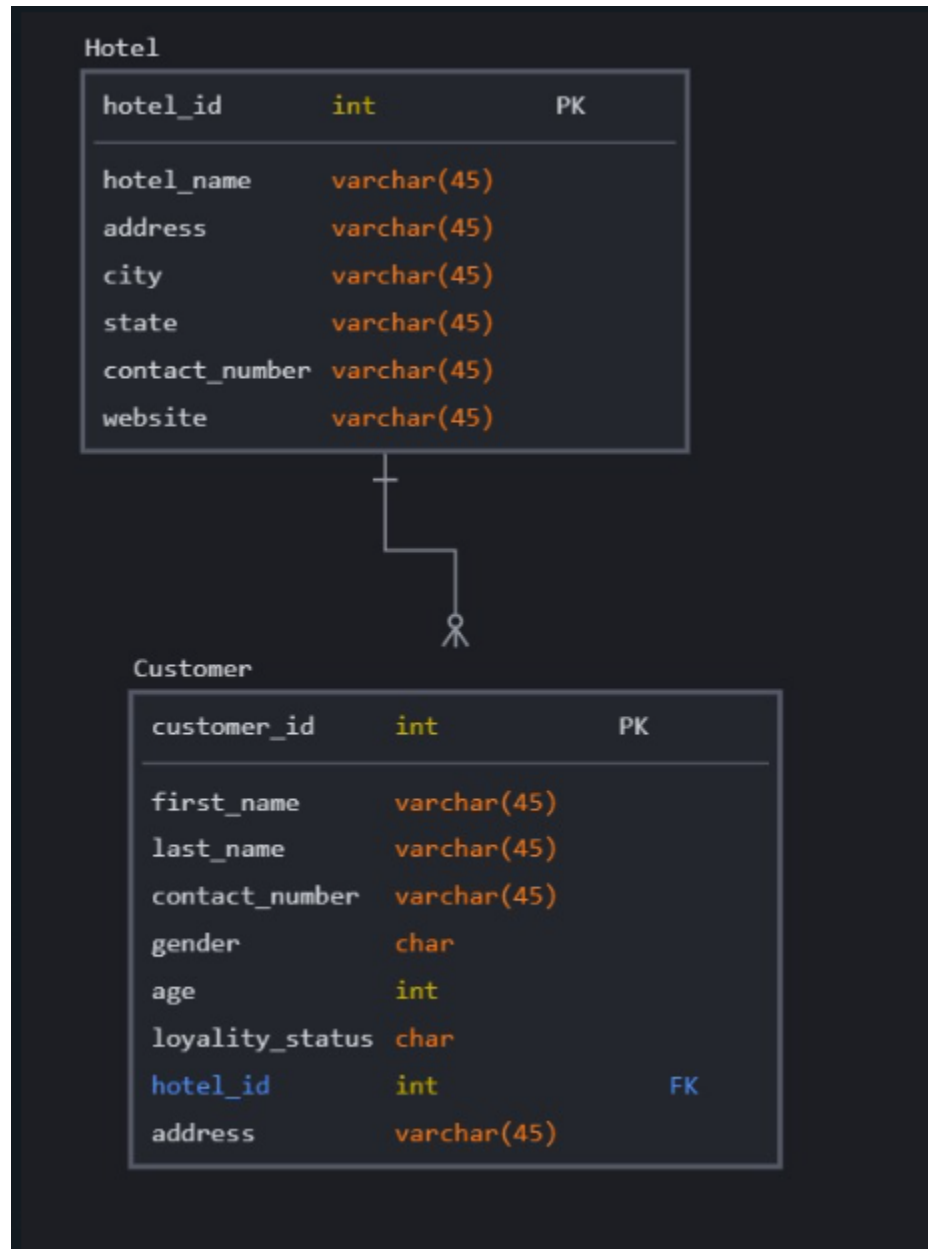 Hotel
hotel_id int PK
hotel_name varchar(45)
address varchar(45)
city varchar(45)
state varchar(45)
contact_number varchar(45)
website varchar(45)
Customer
customer_id int PK
first_name varchar(45)
last_name varchar(45)
contact_number varchar(45)
gender char
age int
loyality_status char
hotel_id int FK
address varchar(45)